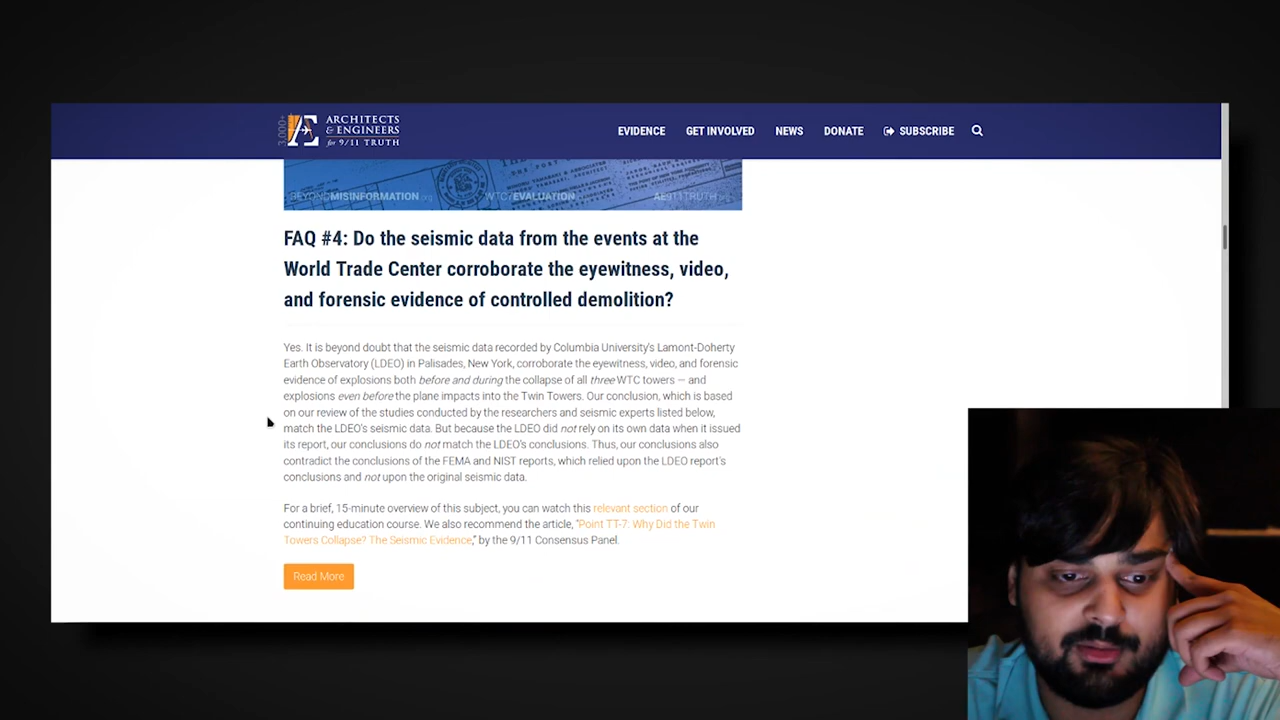 3,000+
ARCHITECTS
& ENGINEERS
for 9/11 TRUTH
EVIDENCE
GET INVOLVED
NEWS
DONATE
SUBSCRIBE
BEYONDMISINFORMATION.org
WTC7EVALUATION
AE911TRUTH.org
FAQ #4: Do the seismic data from the events at the
World Trade Center corroborate the eyewitness, video,
and forensic evidence of controlled demolition?
Yes. It is beyond doubt that the seismic data recorded by Columbia University's Lamont-Doherty
Earth Observatory (LDEO) in Palisades, New York, corroborate the eyewitness, video, and forensic
evidence of explosions both before and during the collapse of all three WTC towers — and
explosions even before the plane impacts into the Twin Towers. Our conclusion, which is based
on our review of the studies conducted by the researchers and seismic experts listed below,
match the LDEO's seismic data. But because the LDEO did not rely on its own data when it issued
its report, our conclusions do not match the LDEO's conclusions. Thus, our conclusions also
contradict the conclusions of the FEMA and NIST reports, which relied upon the LDEO report's
conclusions and not upon the original seismic data.
For a brief, 15-minute overview of this subject, you can watch this relevant section of our
continuing education course. We also recommend the article, “Point TT-7: Why Did the Twin
Towers Collapse? The Seismic Evidence,” by the 9/11 Consensus Panel.
Read More